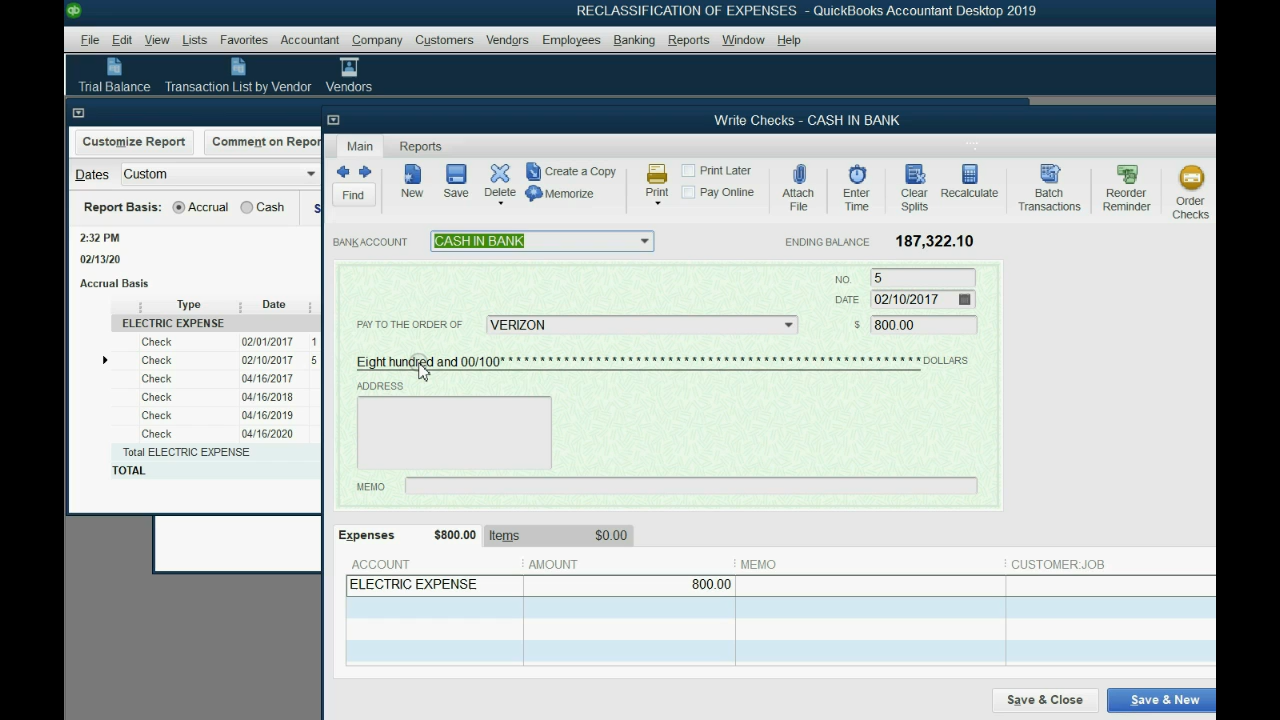 RECLASSIFICATION OF EXPENSES - QuickBooks Accountant Desktop 2019
File Edit View Lists Favorites Accountant Company Customers Vendors Employees Banking Reports Window Help
Trial Balance Transaction List by Vendor Vendors
Write Checks - CASH IN BANK
Customize Report Comment on Repor
Main Reports
Dates Custom
Find New Save Delete Create a Copy Memorize Print Print Later Pay Online Attach File Enter Time Clear Splits Recalculate Batch Transactions Reorder Reminder Order Checks
Report Basis: Accrual Cash S
2:32 PM
02/13/20
Accrual Basis
Type Date
ELECTRIC EXPENSE
Check 02/01/2017 1
Check 02/10/2017 5
Check 04/16/2017
Check 04/16/2018
Check 04/16/2019
Check 04/16/2020
Total ELECTRIC EXPENSE
TOTAL
BANK ACCOUNT CASH IN BANK ENDING BALANCE 187,322.10
NO. 5
DATE 02/10/2017
PAY TO THE ORDER OF VERIZON $ 800.00
Eight hundred and 00/100* * * * * * * * * * * * * * * * * * * * * * * * * * * * * * * * * * * * * * * * * * * * * * * * * * * * * DOLLARS
ADDRESS
MEMO
Expenses $800.00 Items $0.00
ACCOUNT AMOUNT MEMO CUSTOMER:JOB
ELECTRIC EXPENSE 800.00
Save & Close Save & New